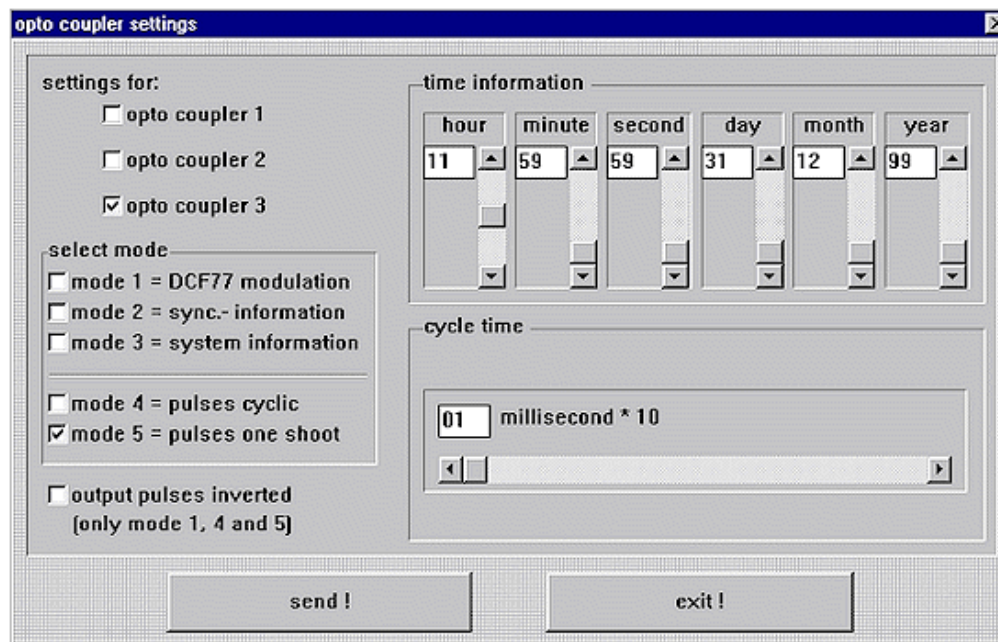 opto coupler settings
settings for:
opto coupler 1
opto coupler 2
opto coupler 3
select mode
mode 1 = DCF77 modulation
mode 2 = sync.- information
mode 3 = system information
mode 4 = pulses cyclic
mode 5 = pulses one shoot
output pulses inverted
(only mode 1, 4 and 5)
time information
hour minute second day month year
11 59 59 31 12 99
cycle time
01 millisecond * 10
send !
exit !